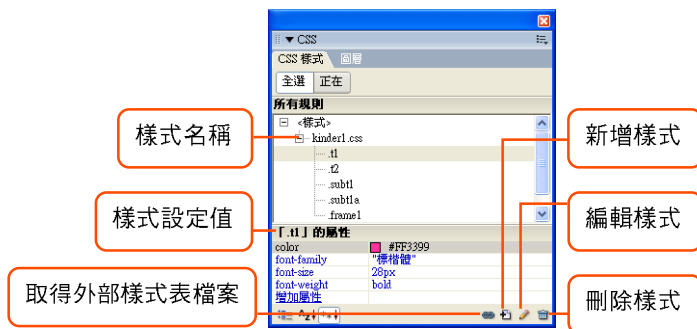 CSS
CSS 樣式 圖層
全選 正在
所有規則
<樣式>
kinder1.css
.t1
.t2
.subt1
.subt1a
.frame1
「.t1」的屬性
color #FF3399
font-family "標楷體"
font-size 28px
font-weight bold
增加屬性
樣式名稱
樣式設定值
取得外部樣式表檔案
新增樣式
編輯樣式
刪除樣式